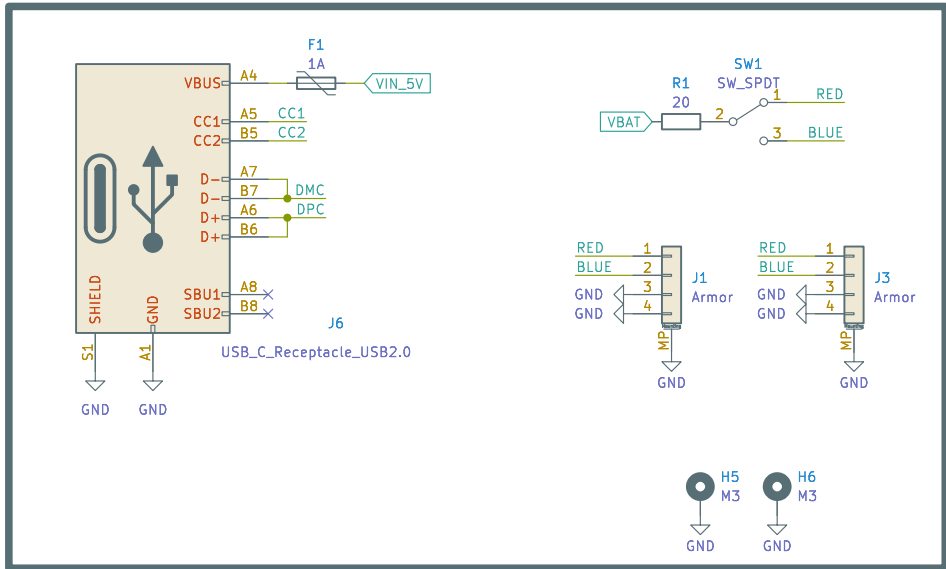 F1
1A
VBUS A4 VIN_5V
CC1 A5 CC1
CC2 B5 CC2
D- A7
D- B7 DMC
D+ A6 DPC
D+ B6
SBU1 A8
SBU2 B8
SHIELD
GND
S1
A1
GND
GND
J6
USB_C_Receptacle_USB2.0
SW1
SW_SPDT
R1
20
VBAT
2
1 RED
3 BLUE
RED 1
BLUE 2
GND 3
GND 4
J1
Armor
MP
GND
RED 1
BLUE 2
GND 3
GND 4
J3
Armor
MP
GND
H5
M3
GND
H6
M3
GND